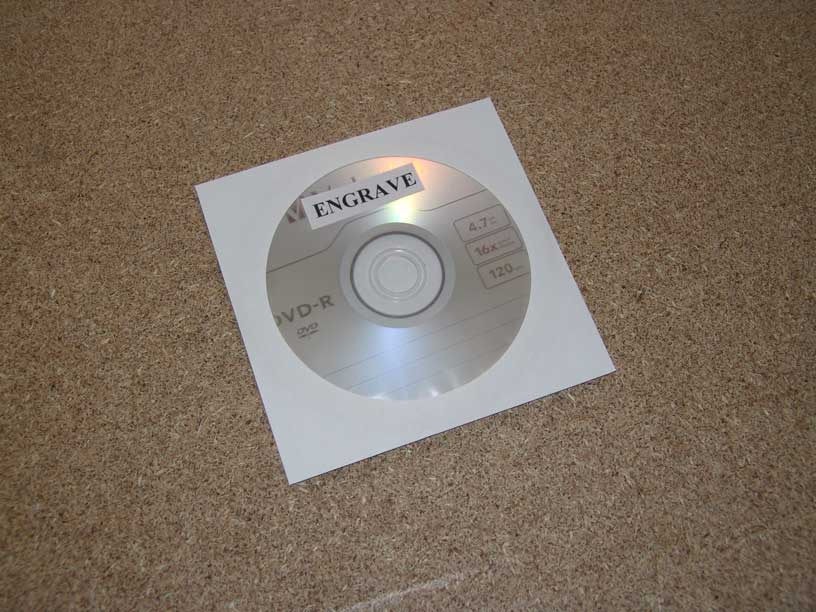 ENGRAVE
4.7
16x
120
DVD-R
DVD